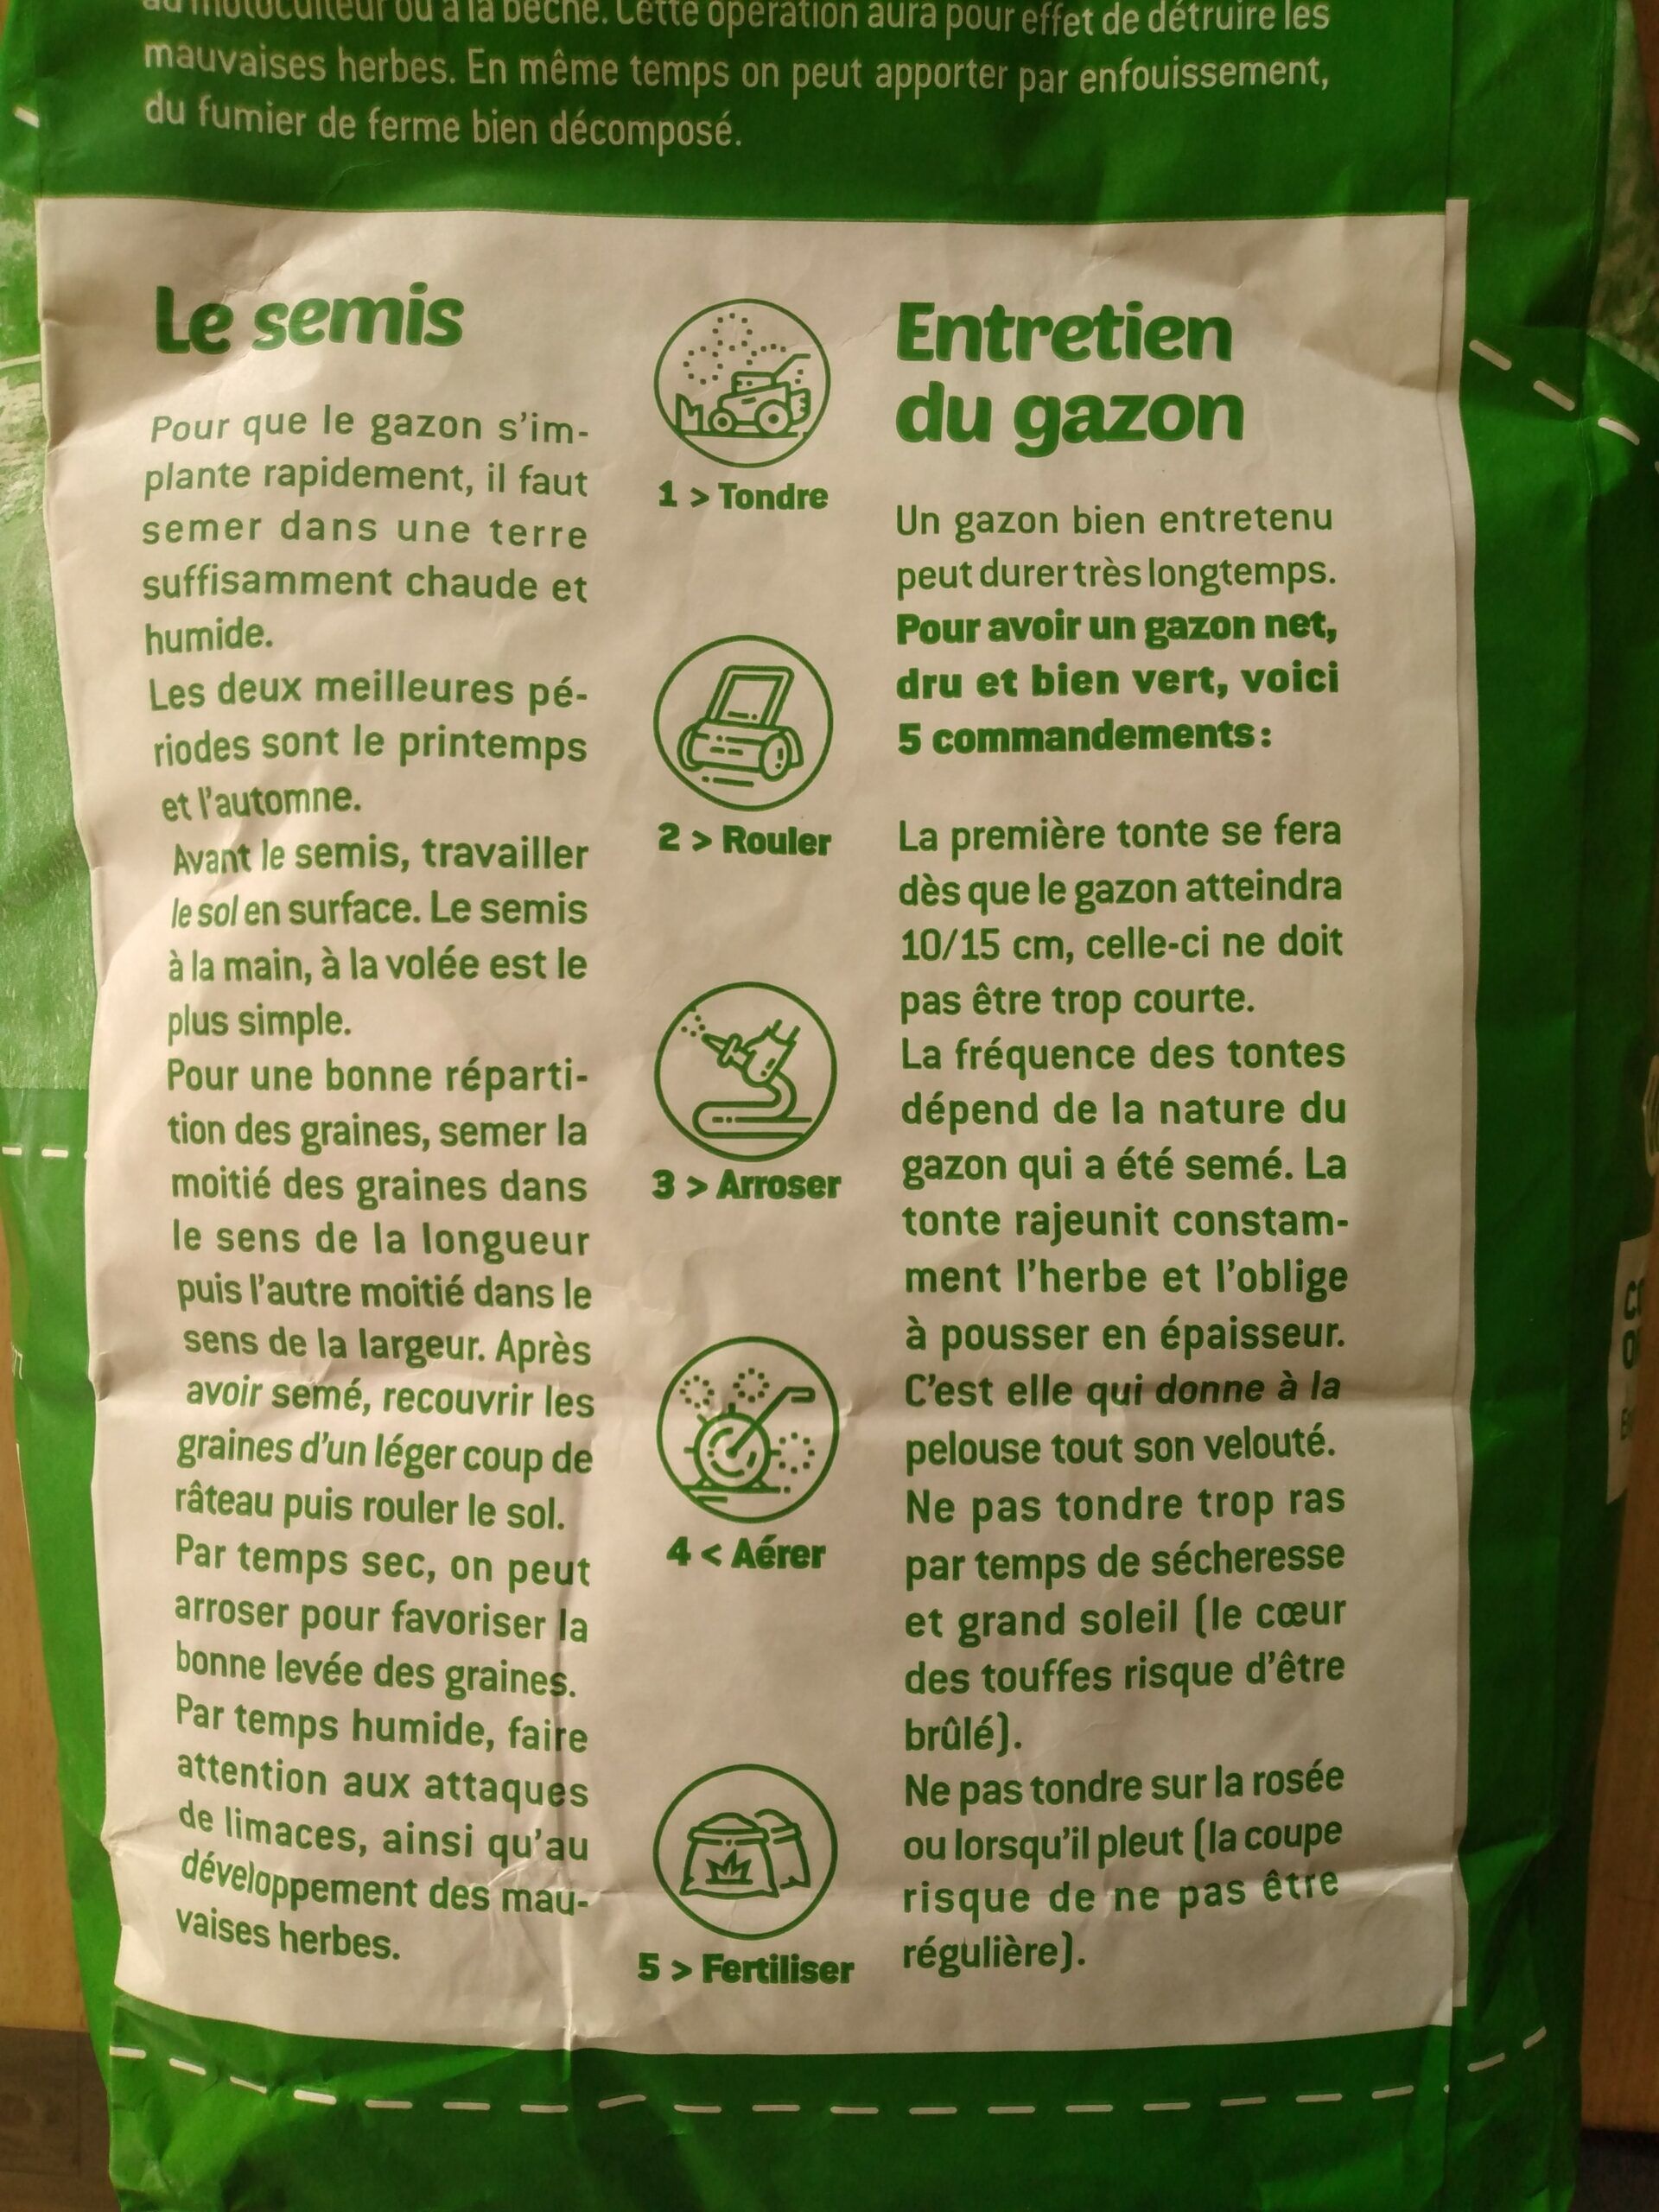 au motoculteur ou à la bêche. Cette opération aura pour effet de détruire les
mauvaises herbes. En même temps on peut apporter par enfouissement,
du fumier de ferme bien décomposé.
Le semis
Pour que le gazon s'im-
plante rapidement, il faut
semer dans une terre
suffisamment chaude et
humide.
Les deux meilleures pé-
riodes sont le printemps
et l'automne.
Avant le semis, travailler
le sol en surface. Le semis
à la main, à la volée est le
plus simple.
Pour une bonne réparti-
tion des graines, semer la
moitié des graines dans
le sens de la longueur
puis l'autre moitié dans le
sens de la largeur. Après
avoir semé, recouvrir les
graines d'un léger coup de
râteau puis rouler le sol.
Par temps sec, on peut
arroser pour favoriser la
bonne levée des graines.
Par temps humide, faire
attention aux attaques
de limaces, ainsi qu'au
développement des mau-
vaises herbes.
1 > Tondre
2 > Rouler
3 > Arroser
4 < Aérer
5 > Fertiliser
Entretien
du gazon
Un gazon bien entretenu
peut durer très longtemps.
Pour avoir un gazon net,
dru et bien vert, voici
5 commandements :
La première tonte se fera
dès que le gazon atteindra
10/15 cm, celle-ci ne doit
pas être trop courte.
La fréquence des tontes
dépend de la nature du
gazon qui a été semé. La
tonte rajeunit constam-
ment l'herbe et l'oblige
à pousser en épaisseur.
C'est elle qui donne à la
pelouse tout son velouté.
Ne pas tondre trop ras
par temps de sécheresse
et grand soleil (le cœur
des touffes risque d'être
brûlé).
Ne pas tondre sur la rosée
ou lorsqu'il pleut (la coupe
risque de ne pas être
régulière).